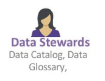 Data Stewards
Data Catalog, Data
Glossary,